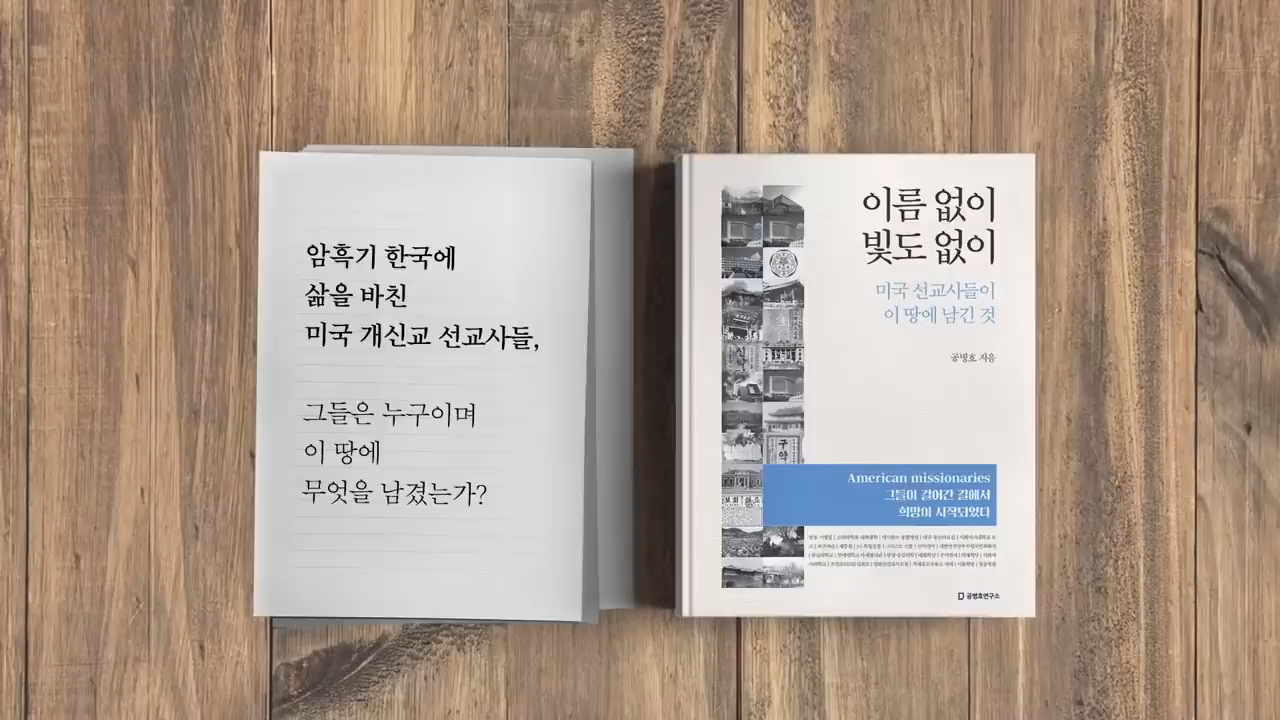 암흑기 한국에
삶을 바친
미국 개신교 선교사들,
그들은 누구이며
이 땅에
무엇을 남겼는가?
이름 없이
빛도 없이
미국 선교사들이
이 땅에 남긴 것
공병호 지음
구약
American missionaries
그들이 걸어간 길에서
희망이 시작되었다
공병호연구소